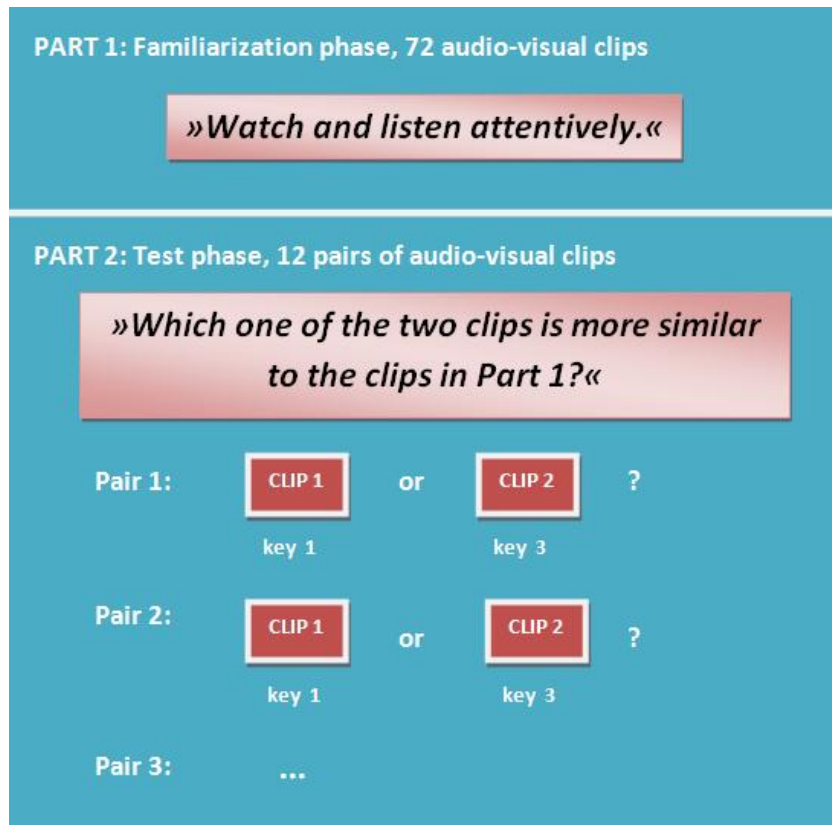 PART 1: Familiarization phase, 72 audio-visual clips
»Watch and listen attentively.«
PART 2: Test phase, 12 pairs of audio-visual clips
»Which one of the two clips is more similar
to the clips in Part 1?«
Pair 1: CLIP 1 or CLIP 2 ?
key 1 key 3
Pair 2: CLIP 1 or CLIP 2 ?
key 1 key 3
Pair 3: ...